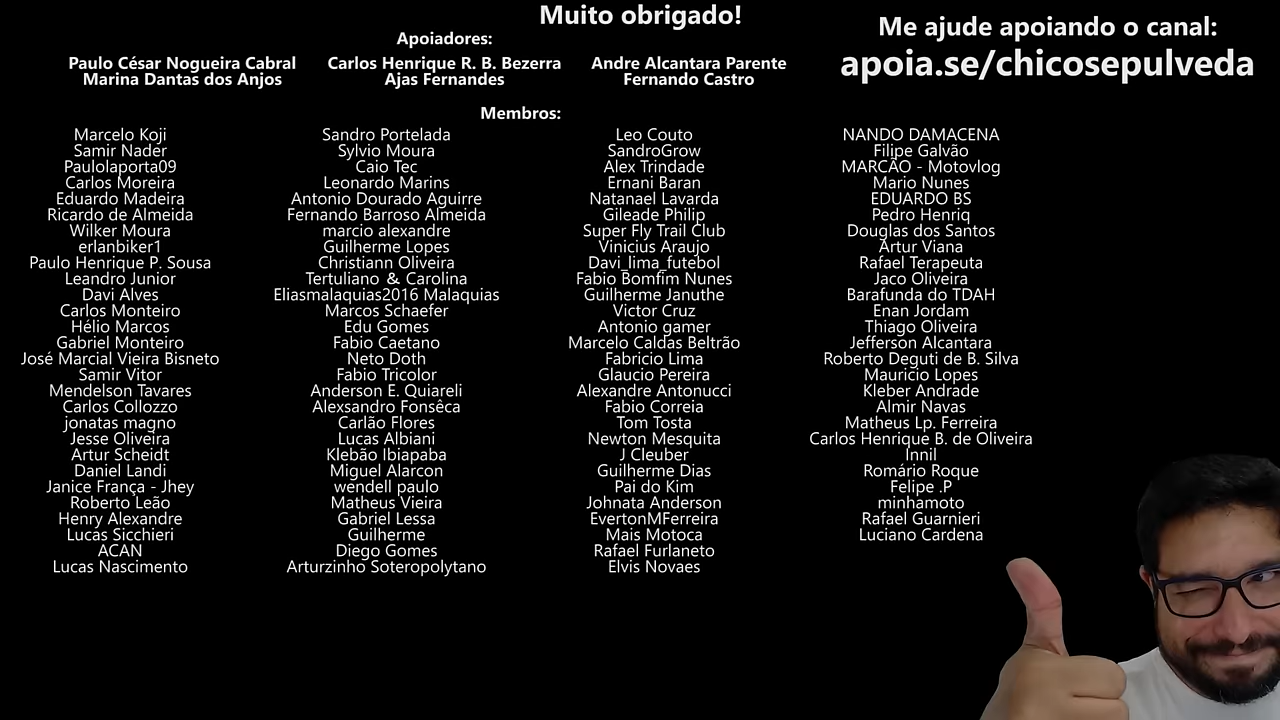 Muito obrigado!
Apoiadores:
Paulo César Nogueira Cabral
Marina Dantas dos Anjos
Carlos Henrique R. B. Bezerra
Ajas Fernandes
Andre Alcantara Parente
Fernando Castro
Me ajude apoiando o canal:
apoia.se/chicosepulveda
Membros:
Marcelo Koji
Samir Nader
Paulolaporta09
Carlos Moreira
Eduardo Madeira
Ricardo de Almeida
Wilker Moura
erlanbiker1
Paulo Henrique P. Sousa
Leandro Junior
Davi Alves
Carlos Monteiro
Hélio Marcos
Gabriel Monteiro
José Marcial Vieira Bisneto
Samir Vitor
Mendelson Tavares
Carlos Collozzo
jonatas magno
Jesse Oliveira
Artur Scheidt
Daniel Landi
Janice França - Jhey
Roberto Leão
Henry Alexandre
Lucas Sicchieri
ACAN
Lucas Nascimento
Sandro Portelada
Sylvio Moura
Caio Tec
Leonardo Marins
Antonio Dourado Aguirre
Fernando Barroso Almeida
marcio alexandre
Guilherme Lopes
Christiann Oliveira
Tertuliano & Carolina
Eliasmalaquias2016 Malaquias
Marcos Schaefer
Edu Gomes
Fabio Caetano
Neto Doth
Fabio Tricolor
Anderson E. Quiareli
Alexsandro Fonsêca
Carlão Flores
Lucas Albiani
Klebão Ibiapaba
Miguel Alarcon
wendell paulo
Matheus Vieira
Gabriel Lessa
Guilherme
Diego Gomes
Arturzinho Soteropolytano
Leo Couto
SandroGrow
Alex Trindade
Ernani Baran
Natanael Lavarda
Gileade Philip
Super Fly Trail Club
Vinicius Araujo
Davi_lima_futebol
Fabio Bomfim Nunes
Guilherme Januthe
Victor Cruz
Antonio gamer
Marcelo Caldas Beltrão
Fabricio Lima
Glaucio Pereira
Alexandre Antonucci
Fabio Correia
Tom Tosta
Newton Mesquita
J Cleuber
Guilherme Dias
Pai do Kim
Johnata Anderson
EvertonMFerreira
Mais Motoca
Rafael Furlaneto
Elvis Novaes
NANDO DAMACENA
Filipe Galvão
MARCÃO - Motovlog
Mario Nunes
EDUARDO BS
Pedro Henriq
Douglas dos Santos
Artur Viana
Rafael Terapeuta
Jaco Oliveira
Barafunda do TDAH
Enan Jordam
Thiago Oliveira
Jefferson Alcantara
Roberto Deguti de B. Silva
Mauricio Lopes
Kleber Andrade
Almir Navas
Matheus Lp. Ferreira
Carlos Henrique B. de Oliveira
Innil
Romário Roque
Felipe .P
minhamoto
Rafael Guarnieri
Luciano Cardena